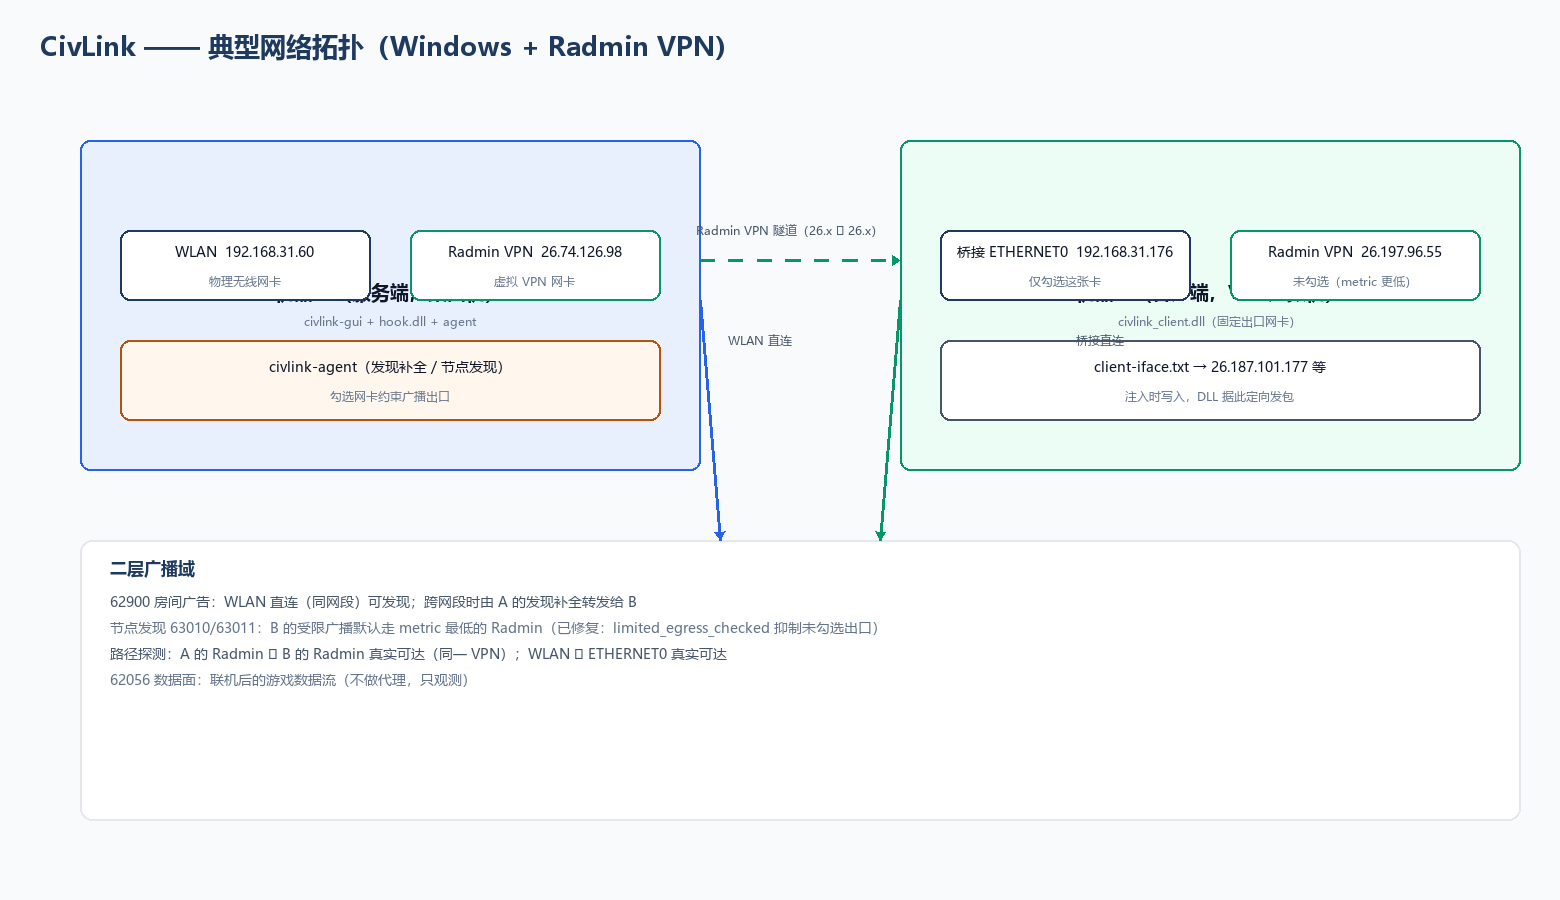 CivLink —— 典型网络拓扑（Windows + Radmin VPN）
WLAN  192.168.31.60
物理无线网卡
Radmin VPN  26.74.126.98
虚拟 VPN 网卡
civlink-gui + hook.dll + agent
civlink-agent（发现补全 / 节点发现）
勾选网卡约束广播出口
Radmin VPN 隧道（26.x 26.x）
WLAN 直连
桥接 ETHERNET0  192.168.31.176
仅勾选这张卡
Radmin VPN  26.197.96.55
未勾选（metric 更低）
端，
civlink_client.dll（固定出口网卡）
桥接直连
client-iface.txt → 26.187.101.177 等
注入时写入，DLL 据此定向发包
二层广播域
62900 房间广告：WLAN 直连（同网段）可发现；跨网段时由 A 的发现补全转发给 B
节点发现 63010/63011：B 的受限广播默认走 metric 最低的 Radmin（已修复：limited_egress_checked 抑制未勾选出口）
路径探测：A 的 Radmin B 的 Radmin 真实可达（同一 VPN）；WLAN ETHERNET0 真实可达
62056 数据面：联机后的游戏数据流（不做代理，只观测）